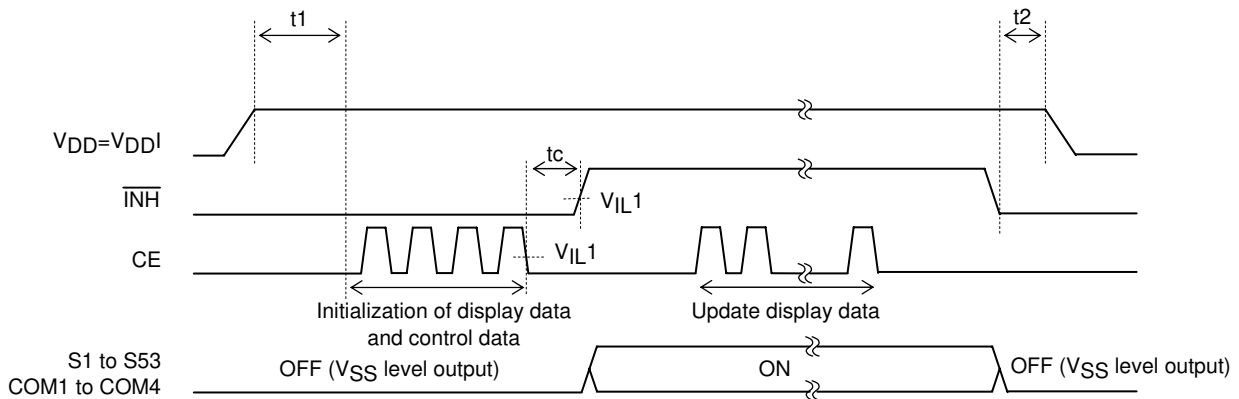 t1
t2
VDD=VDDI
tc
INH
VIL1
CE
VIL1
Initialization of display data
and control data
Update display data
S1 to S53
COM1 to COM4
OFF (VSS level output)
ON
OFF (VSS level output)